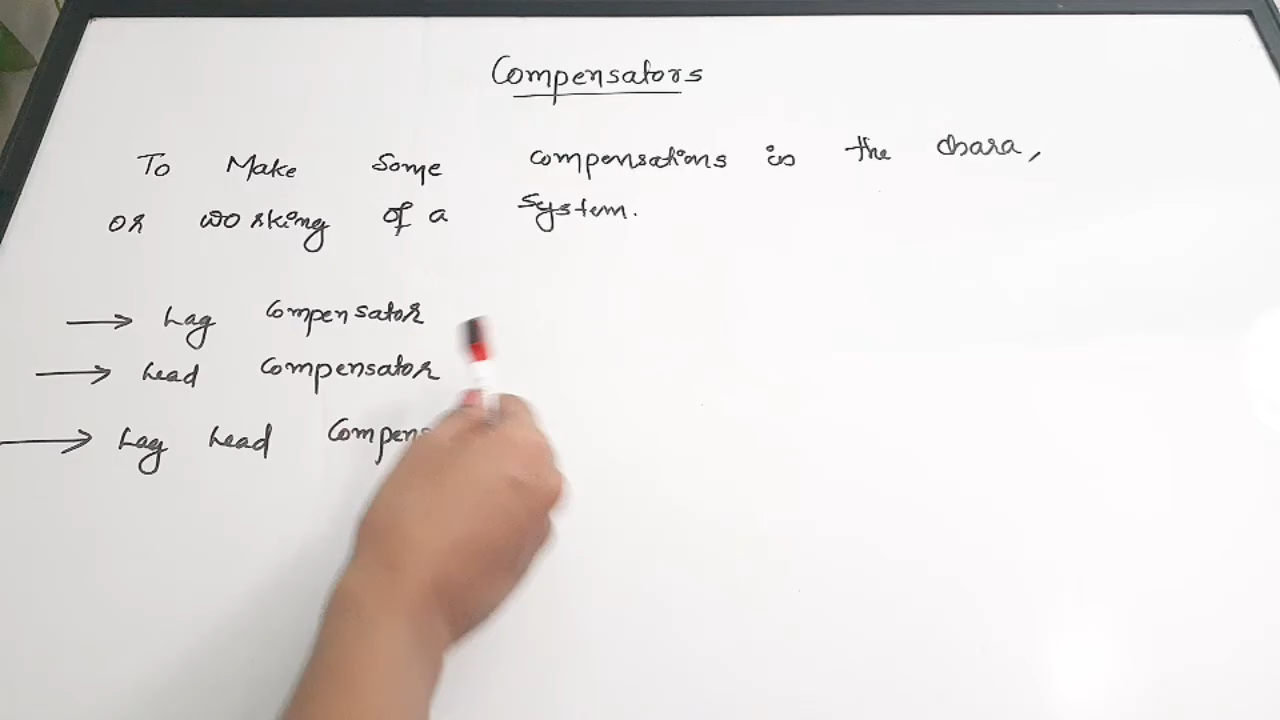 Compensators
To Make Some compensations in the chara,
or working of a system.
→ Lag Compensator
→ Lead Compensator
→ Lag Lead Compens